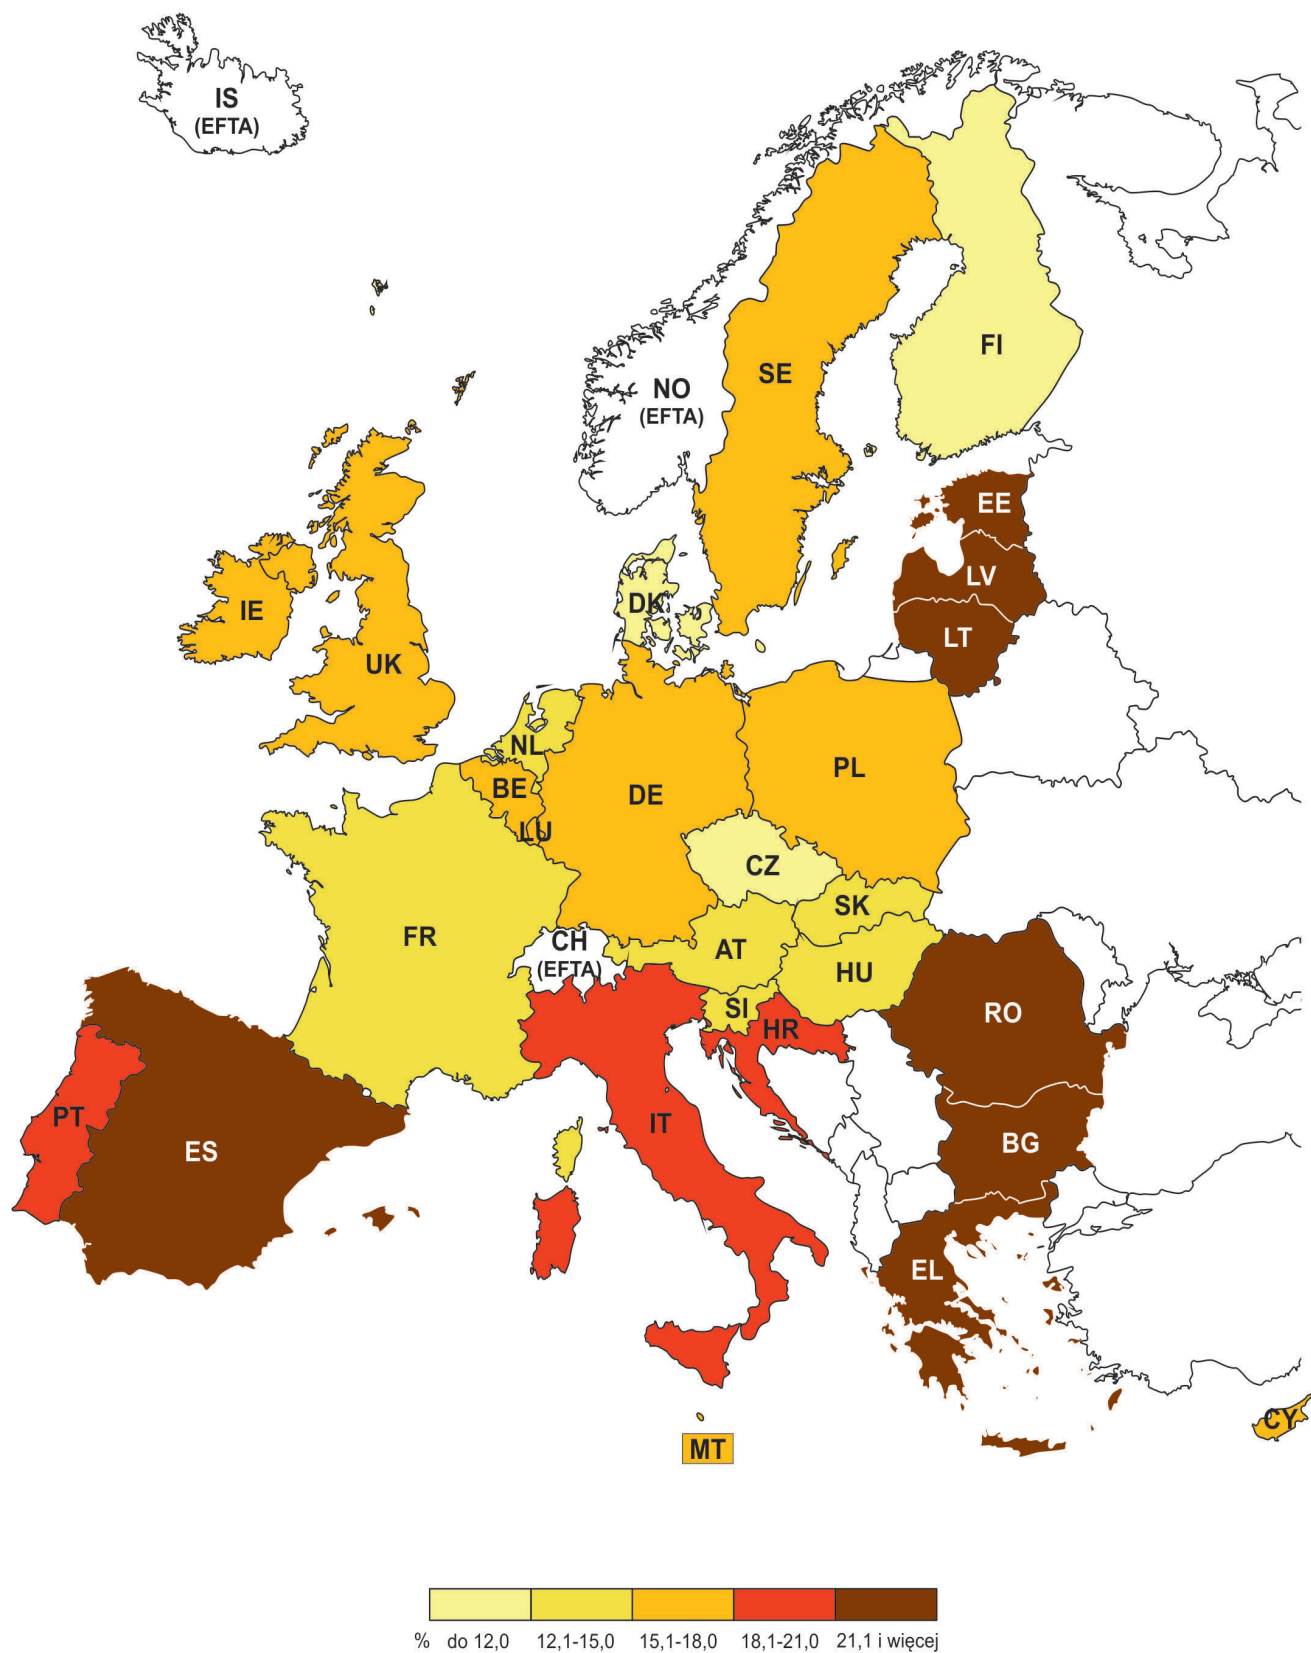 IS
(EFTA)
FI
SE
NO
(EFTA)
EE
LV
DK
IE
LT
UK
NL
PL
BE
DE
LU
CZ
SK
FR
CH
(EFTA)
AT
HU
SI
RO
HR
PT
IT
BG
ES
EL
CY
MT
% do 12,0 12,1-15,0 15,1-18,0 18,1-21,0 21,1 i więcej